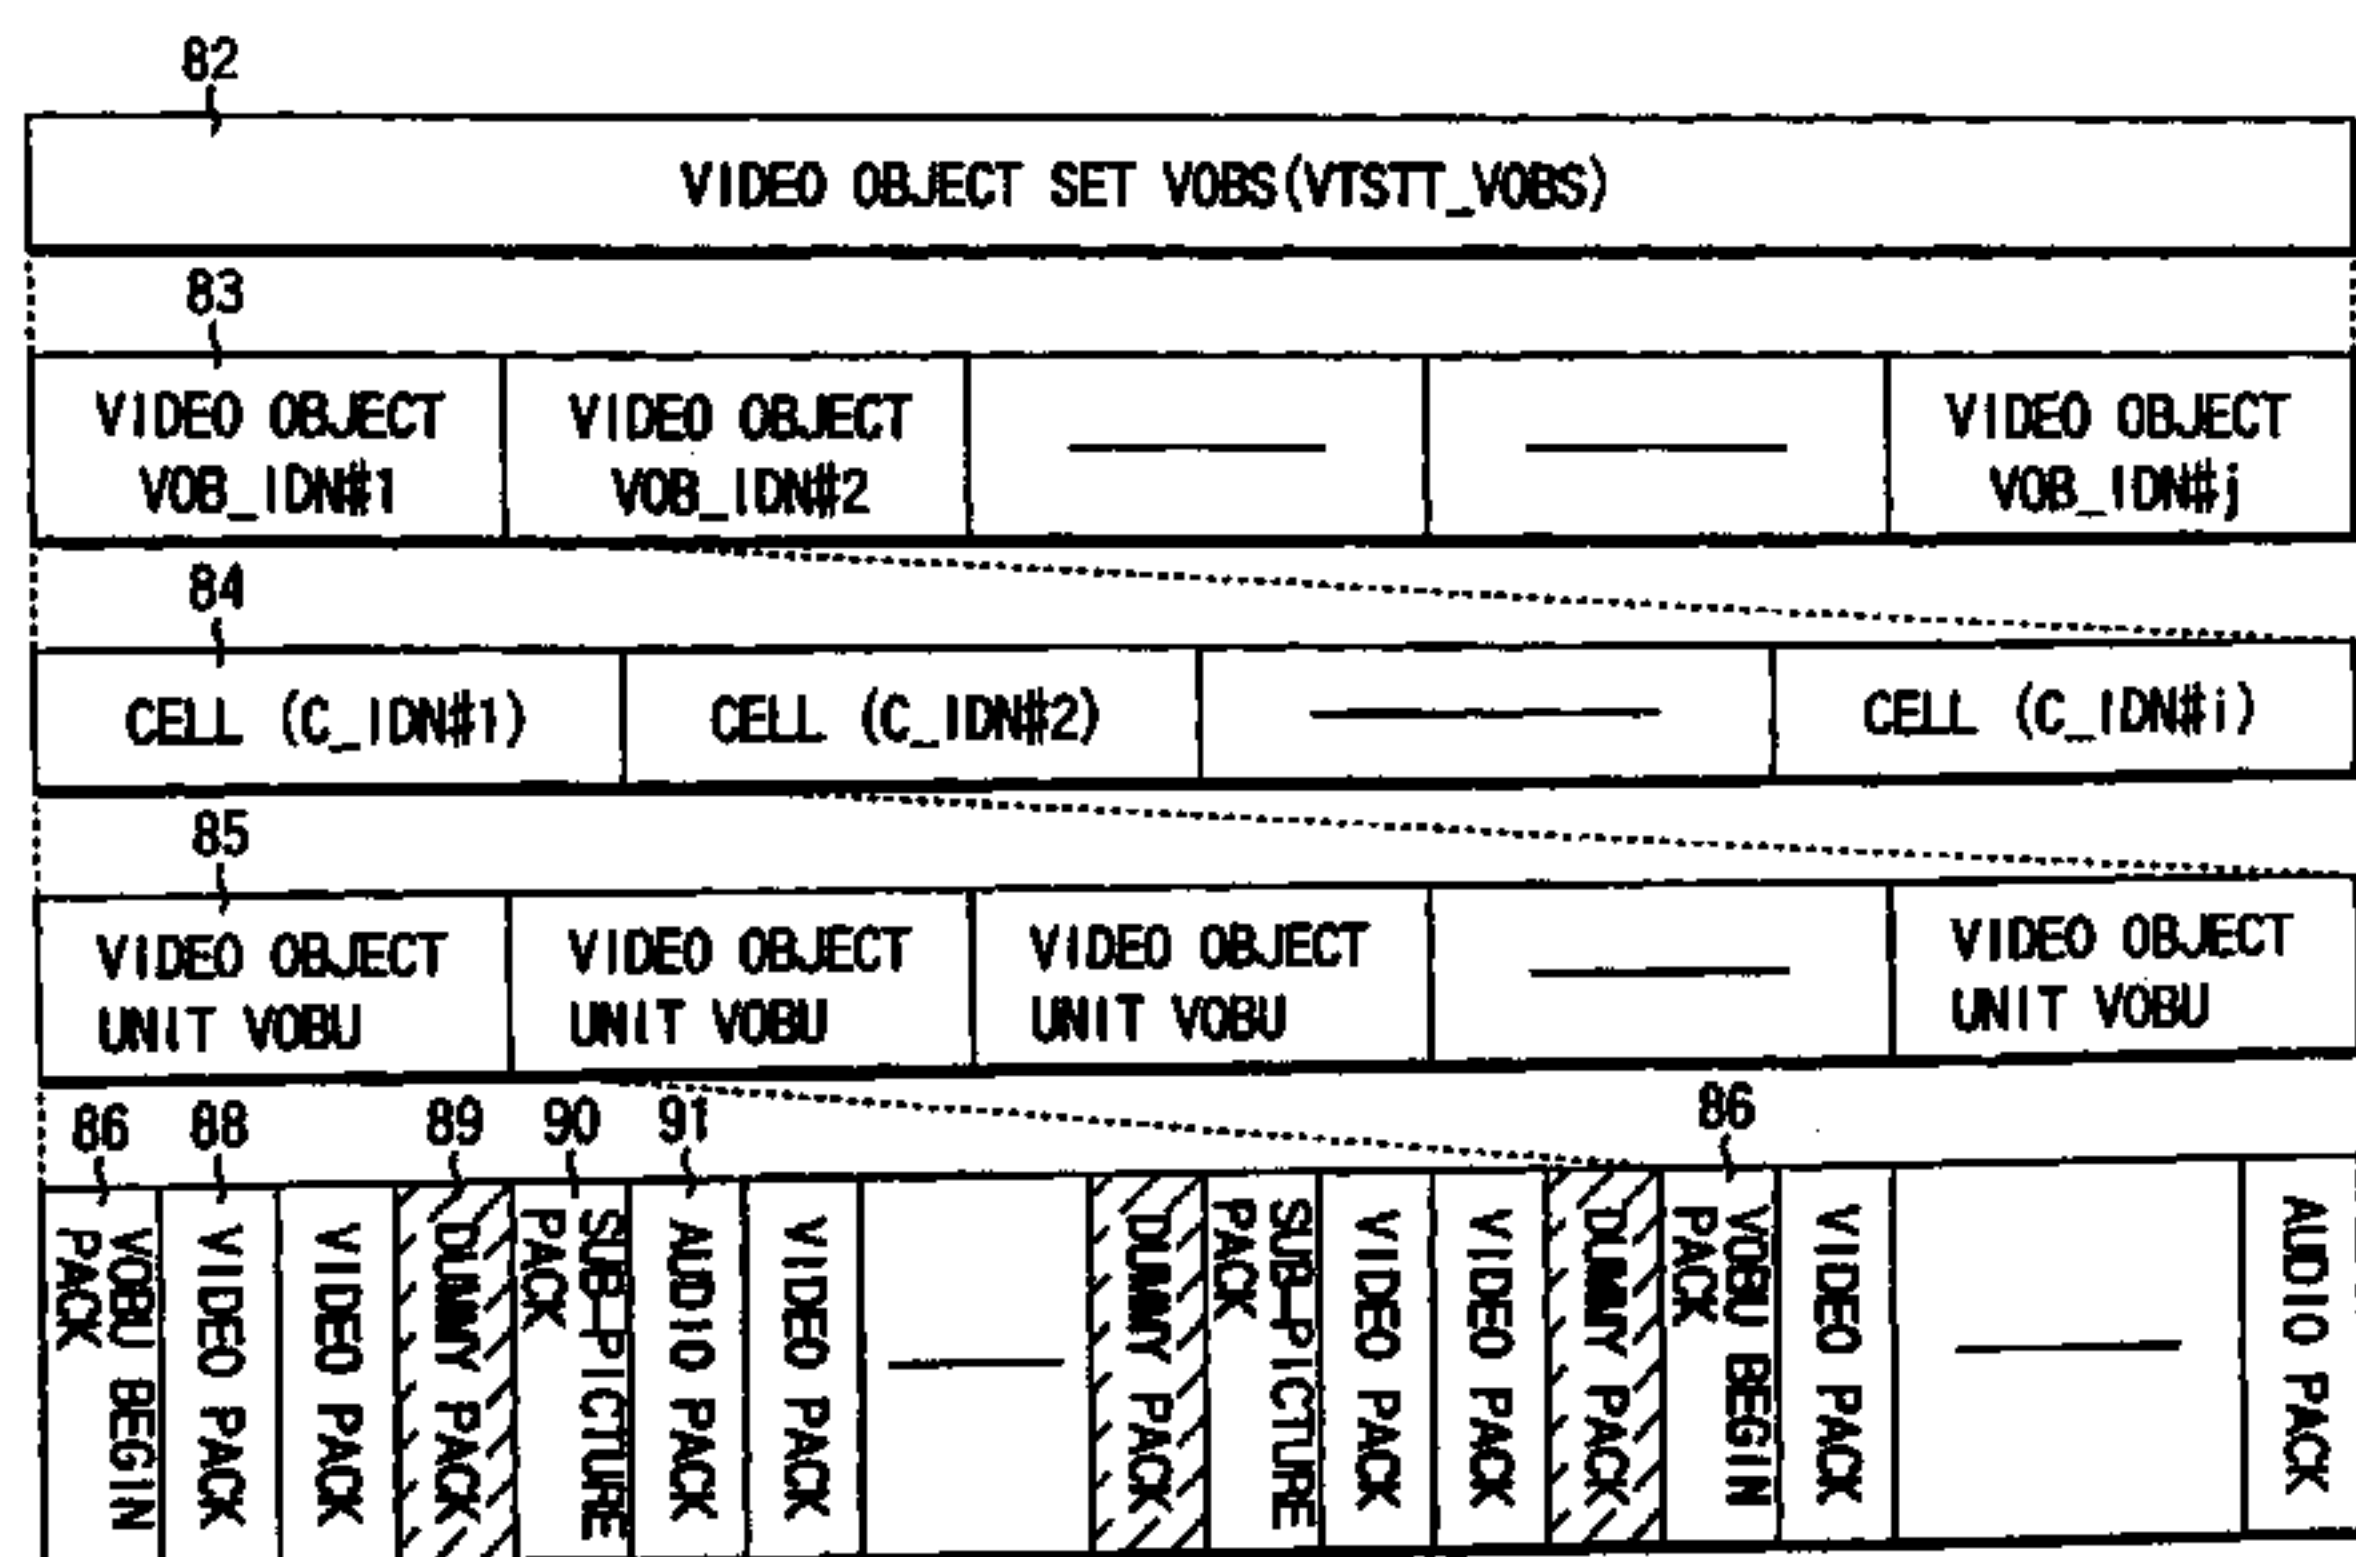 82
VIDEO OBJECT SET VOBS(VTSTT_VOBS)
83
VIDEO OBJECT
VOB_IDN#1
VIDEO OBJECT
VOB_IDN#2
VIDEO OBJECT
VOB_IDN#j
84
CELL (C_IDN#1)
CELL (C_IDN#2)
CELL (C_IDN#i)
85
VIDEO OBJECT
UNIT VOBU
VIDEO OBJECT
UNIT VOBU
VIDEO OBJECT
UNIT VOBU
VIDEO OBJECT
UNIT VOBU
86
88
89
90
91
86
VOBU BEGIN
PACK
VIDEO PACK
VIDEO PACK
DUMMY PACK
SUB-PICTURE
PACK
AUDIO PACK
VIDEO PACK
DUMMY PACK
SUB-PICTURE
PACK
VIDEO PACK
VIDEO PACK
DUMMY PACK
VOBU BEGIN
PACK
VIDEO PACK
AUDIO PACK